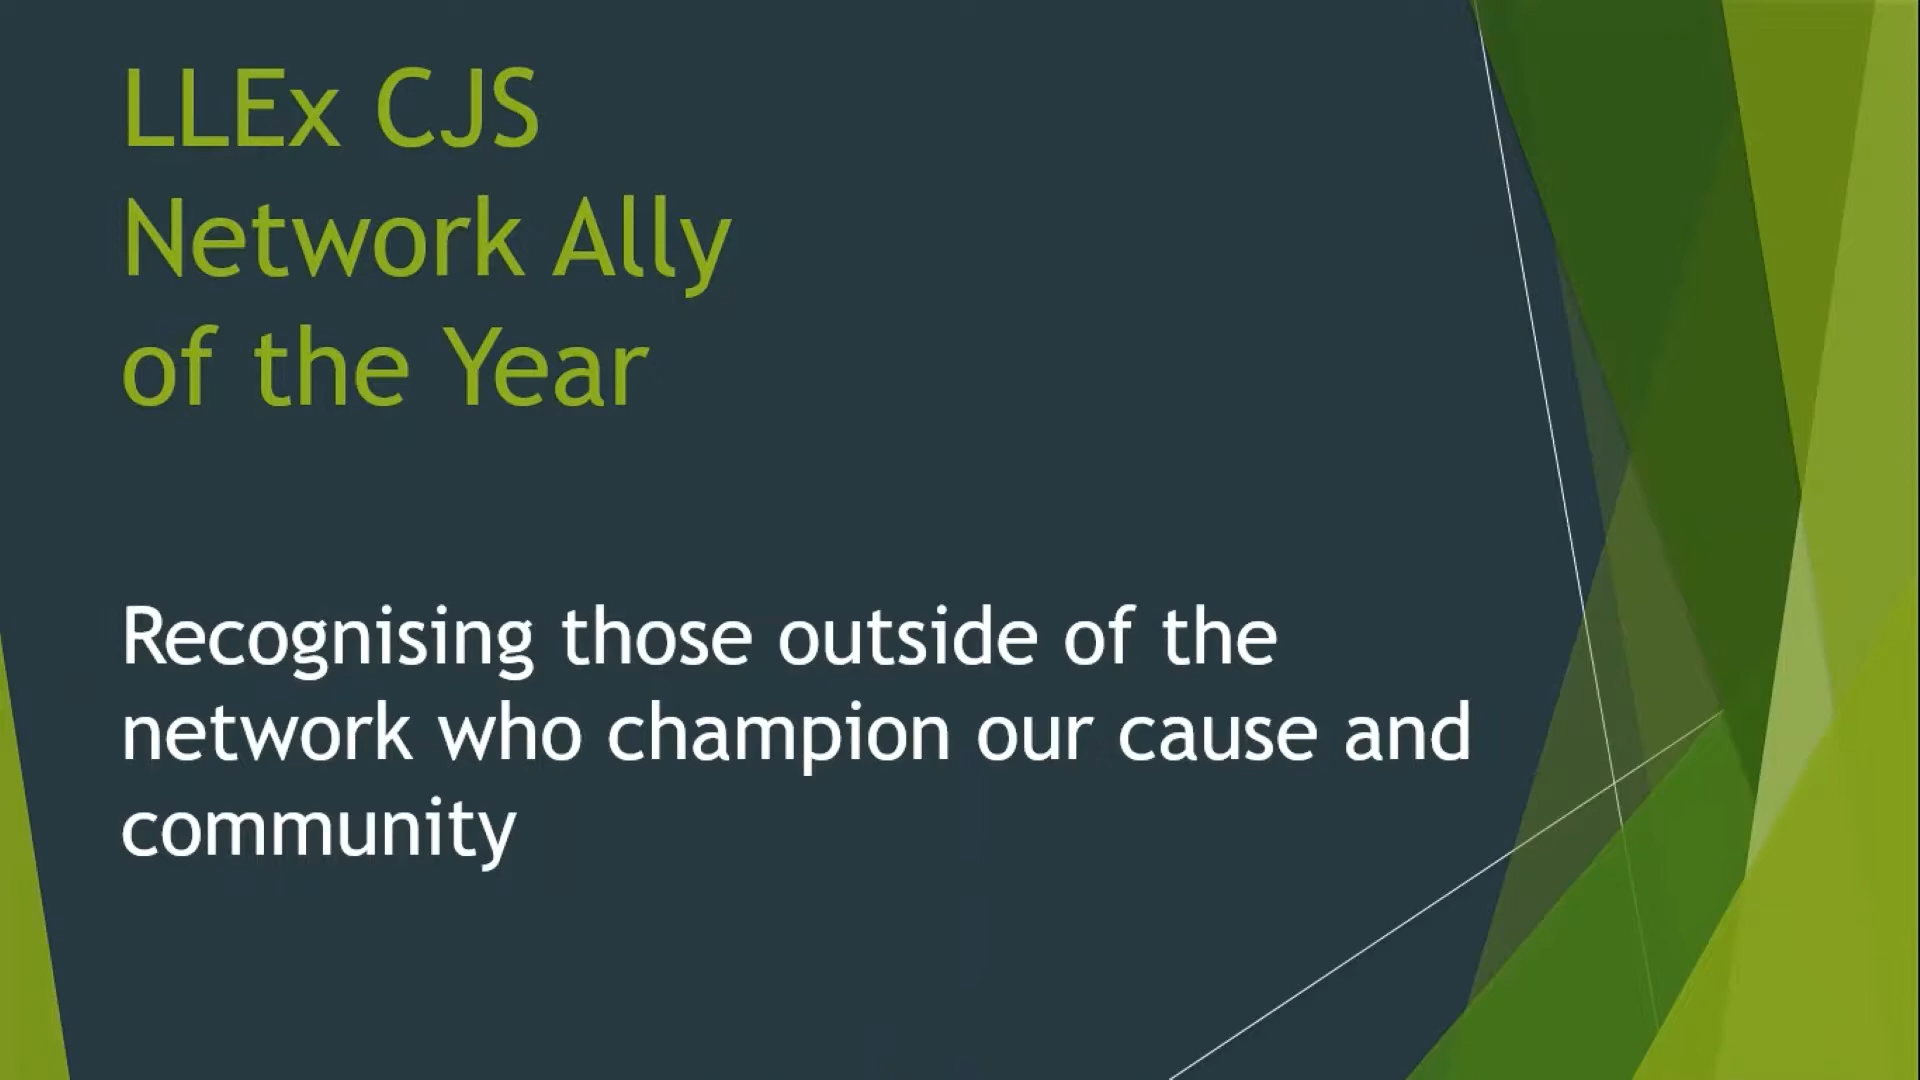 LLEx CJS
Network Ally
of the Year
Recognising those outside of the
network who champion our cause and
community